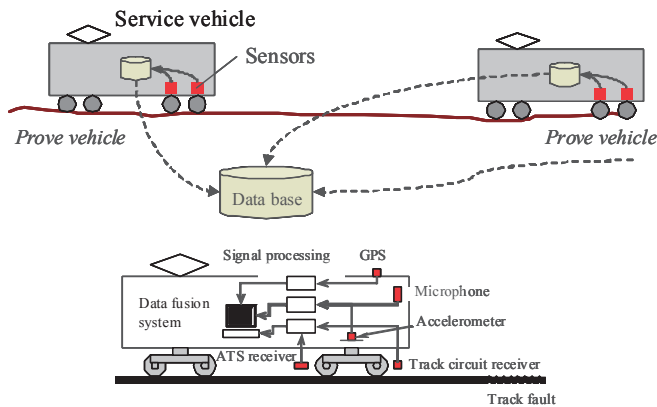 Service vehicle
Sensors
Prove vehicle
Prove vehicle
Data base
Signal processing
GPS
Microphone
Data fusion
system
Accelerometer
ATS receiver
Track circuit receiver
Track fault